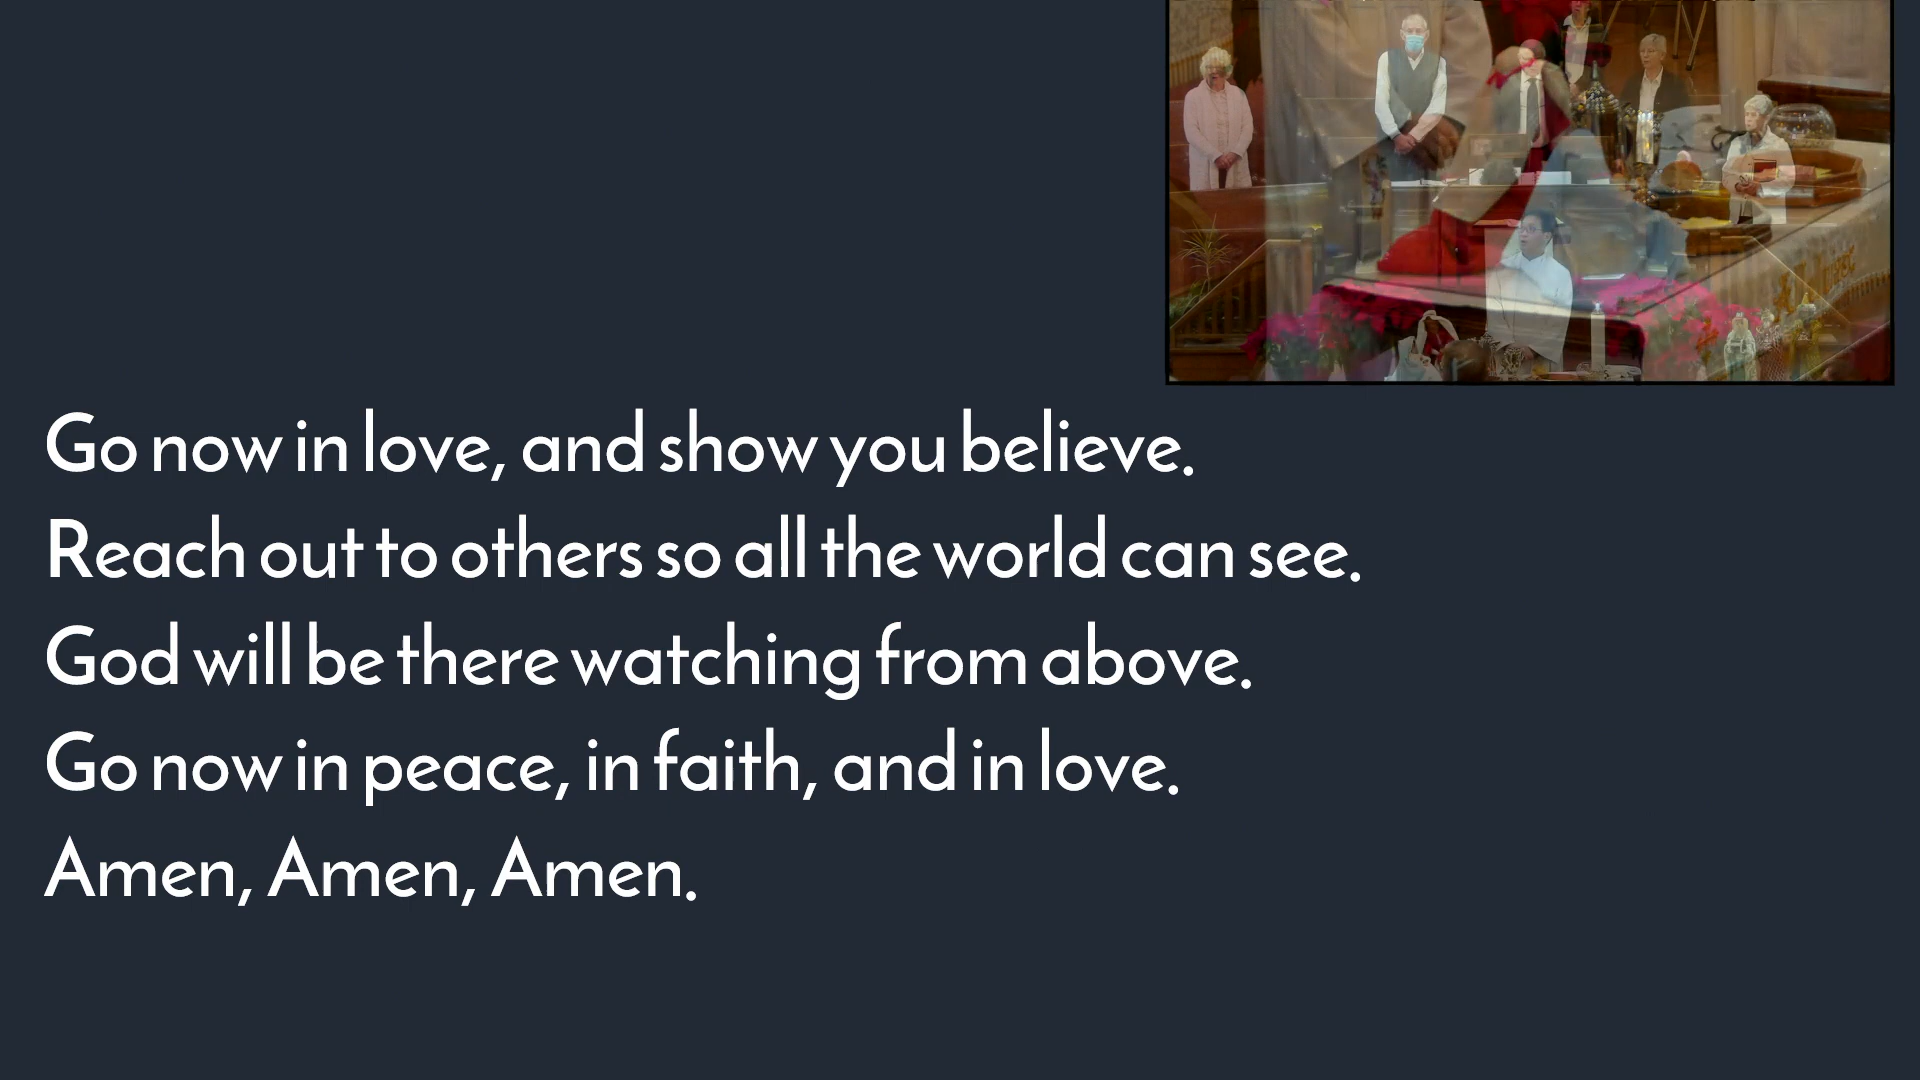 Go now in love, and show you believe.
Reach out to others so all the world can see.
God will be there watching from above.
Go now in peace, in faith, and in love.
Amen, Amen, Amen.